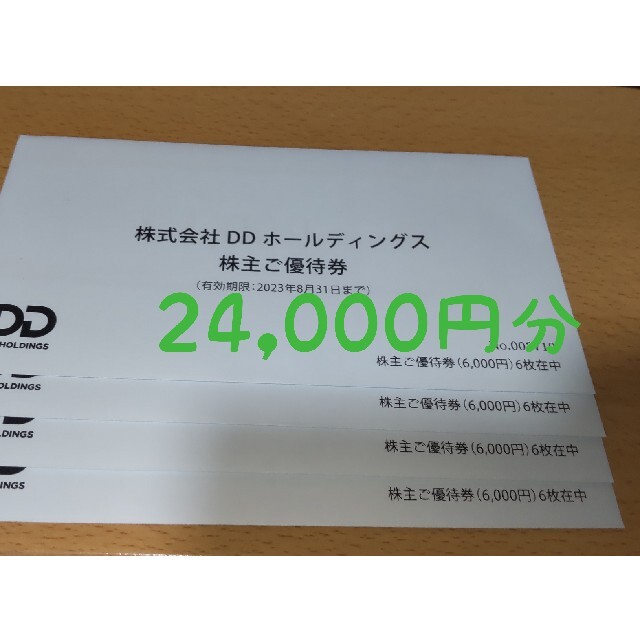 株式会社 DD ホールディングス
株主ご優待券
(有効期限:2023年8月31日まで)
24,000円分
DD
HOLDINGS
株主ご優待券(6,000円)6枚在中
OLDINGS
株主ご優待券(6,000円)6枚在中
LDINGS
株主ご優待券(6,000円)6枚在中
DINGS
株主ご優待券(6,000円)6枚在中